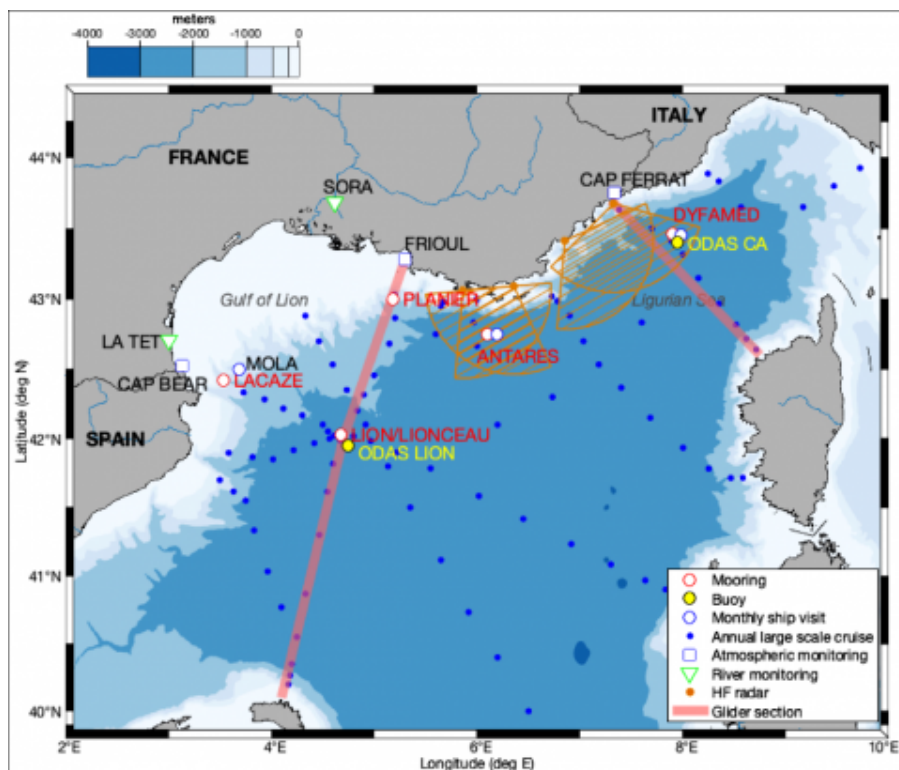 meters
-4000 -3000 -2000 -1000 0
ITALY
44°N
FRANCE
CAP FERRAT
SORA
DYFAMED
FRIOUL
ODAS CA
43°N
Gulf of Lion
PLANIER
Ligurian Sea
LA TET
MOLA
ANTARES
CAP BEAR
LACAZE
Latitude (deg N)
42°N
SPAIN
LION/LIONCEAU
ODAS LION
41°N
Mooring
Buoy
Monthly ship visit
Annual large scale cruise
Atmospheric monitoring
River monitoring
HF radar
Glider section
40°N
2°E 4°E 6°E 8°E 10°E
Longitude (deg E)